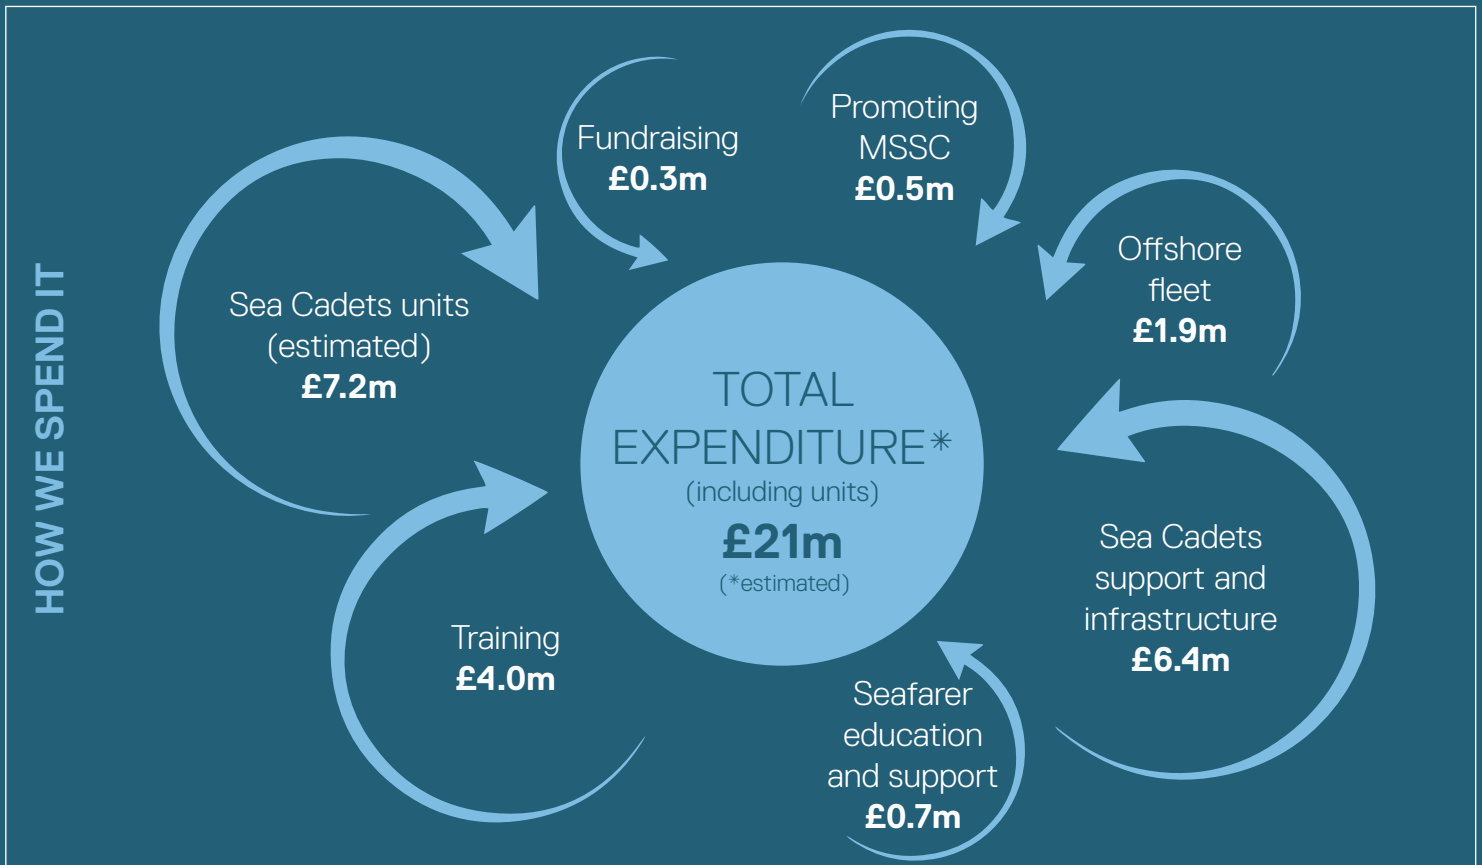 HOW WE SPEND IT
Fundraising
£0.3m
Promoting
MSSC
£0.5m
Offshore
fleet
£1.9m
Sea Cadets units
(estimated)
£7.2m
TOTAL
EXPENDITURE*
(including units)
£21m
(*estimated)
Sea Cadets
support and
infrastructure
£6.4m
Training
£4.0m
Seafarer
education
and support
£0.7m